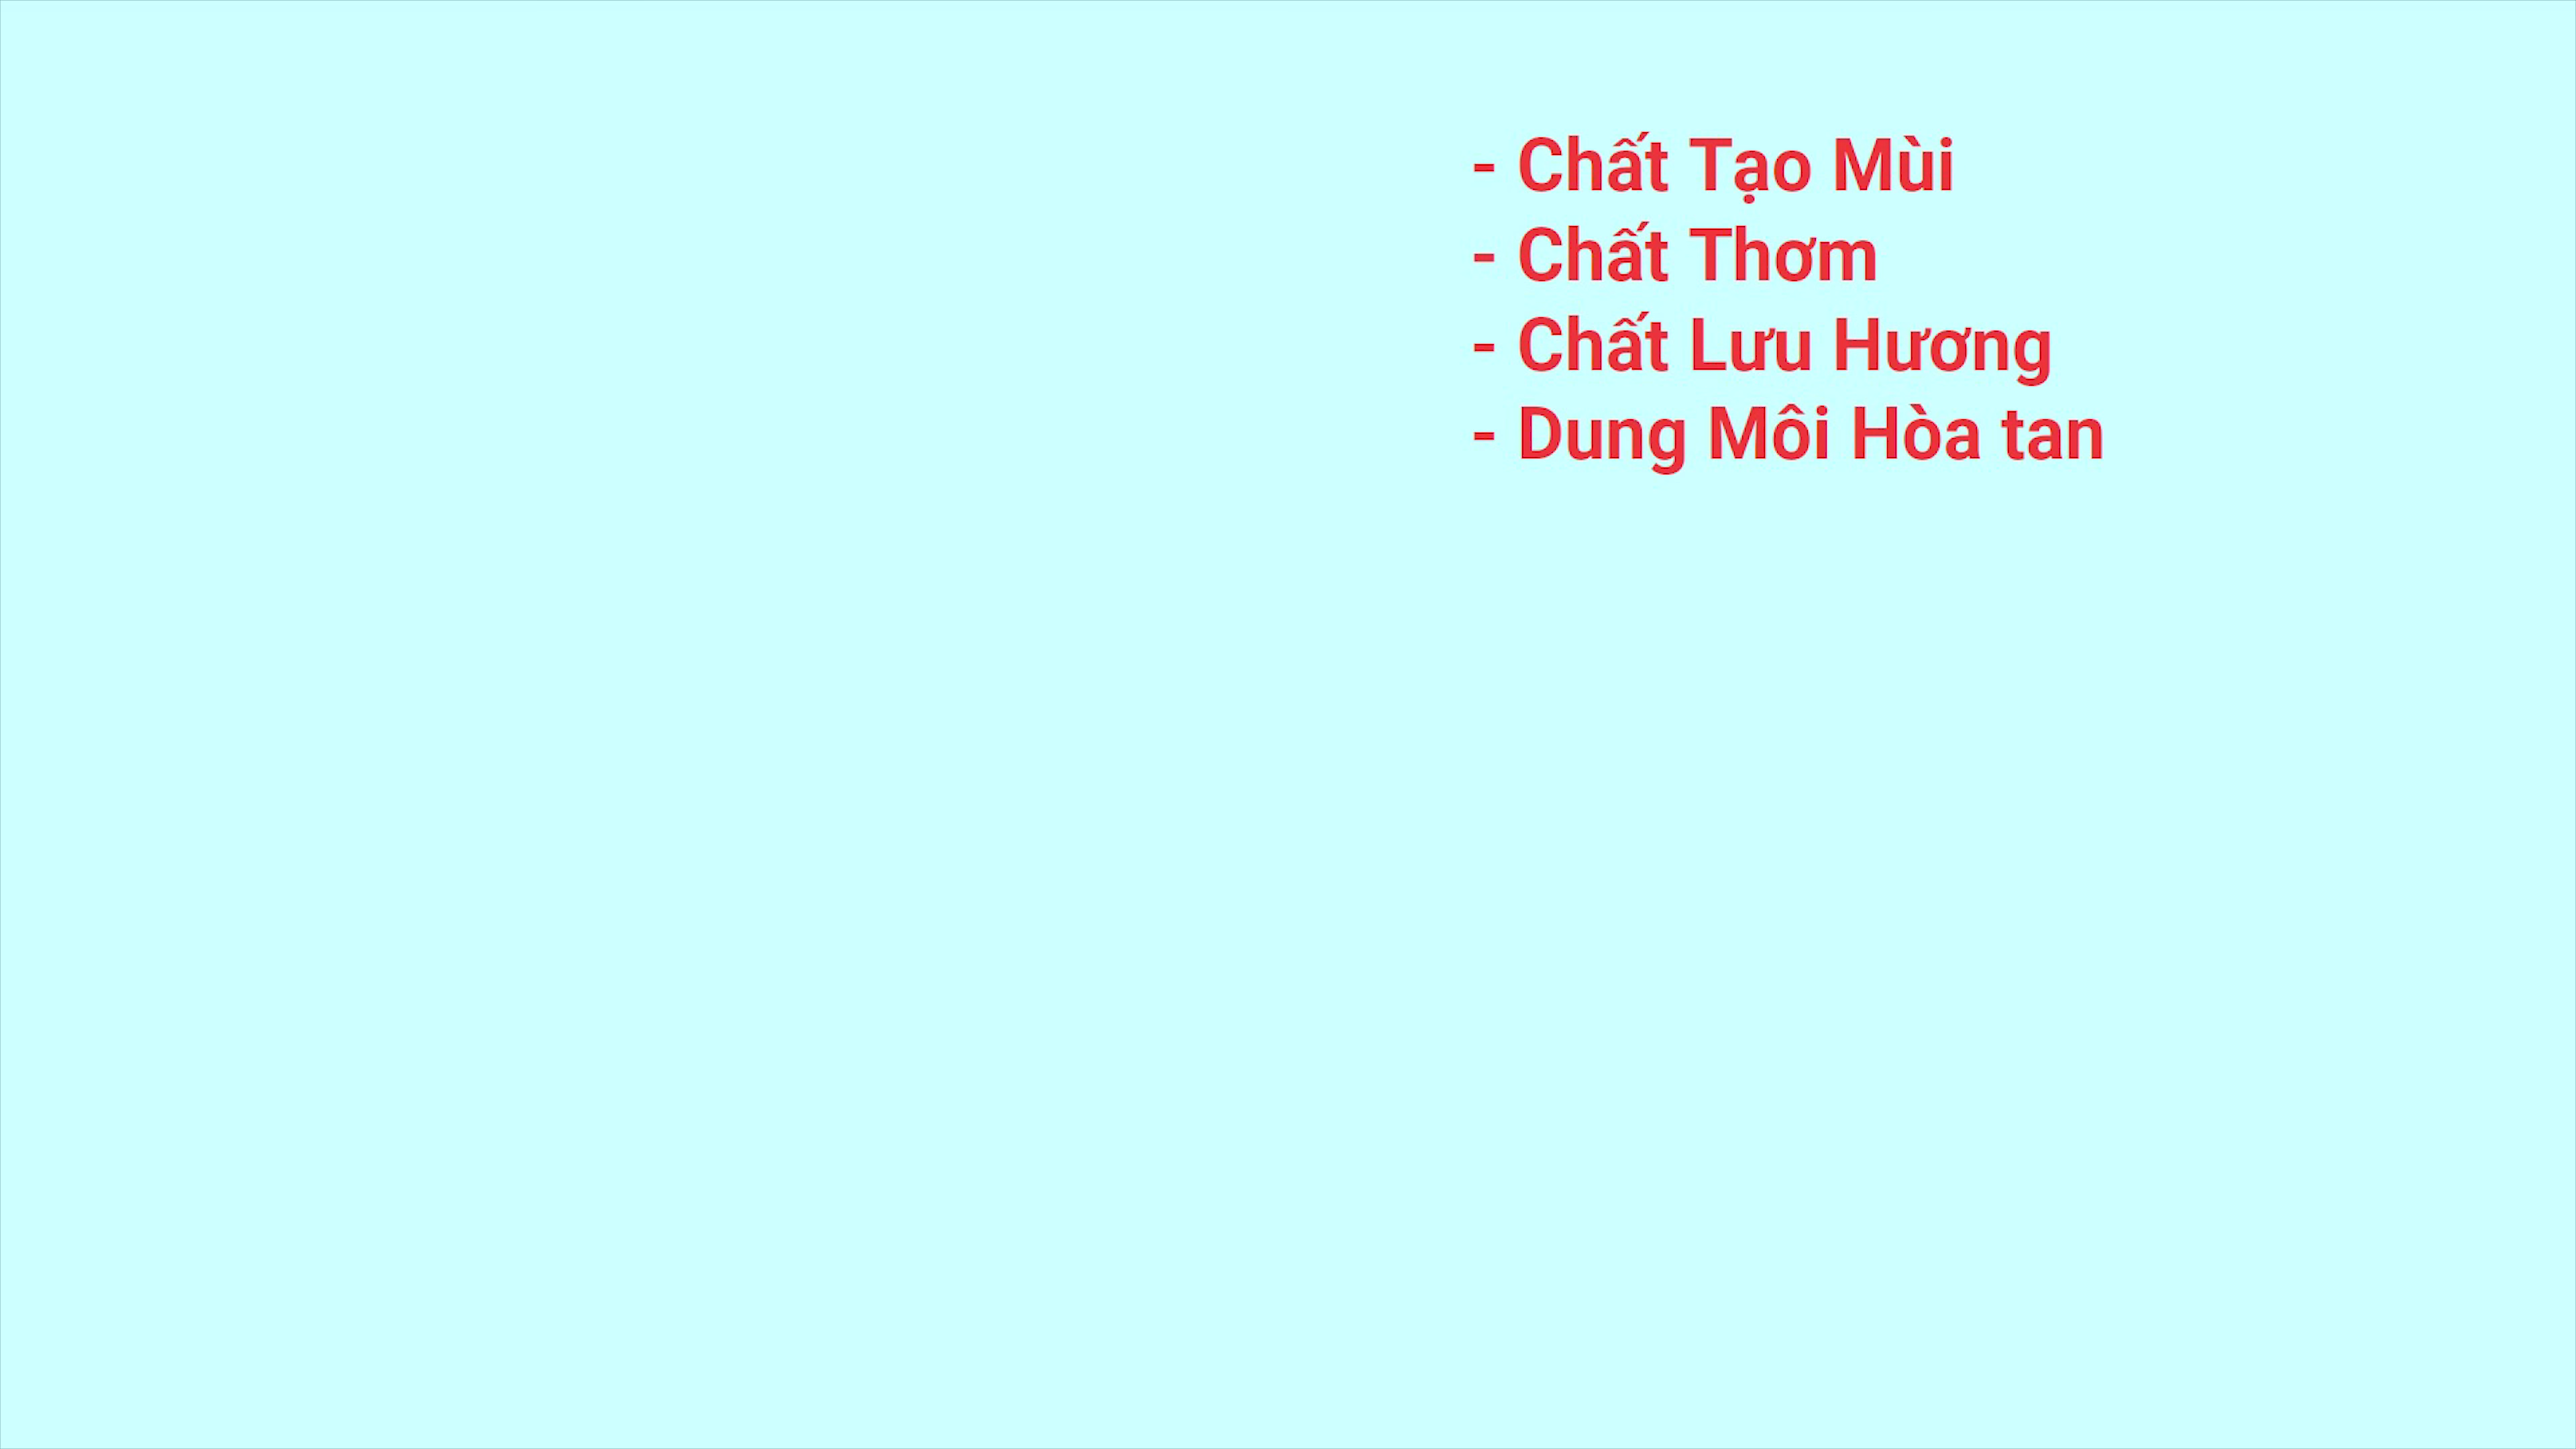 - Chất Tạo Mùi
- Chất Thơm
- Chất Lưu Hương
- Dung Môi Hòa tan